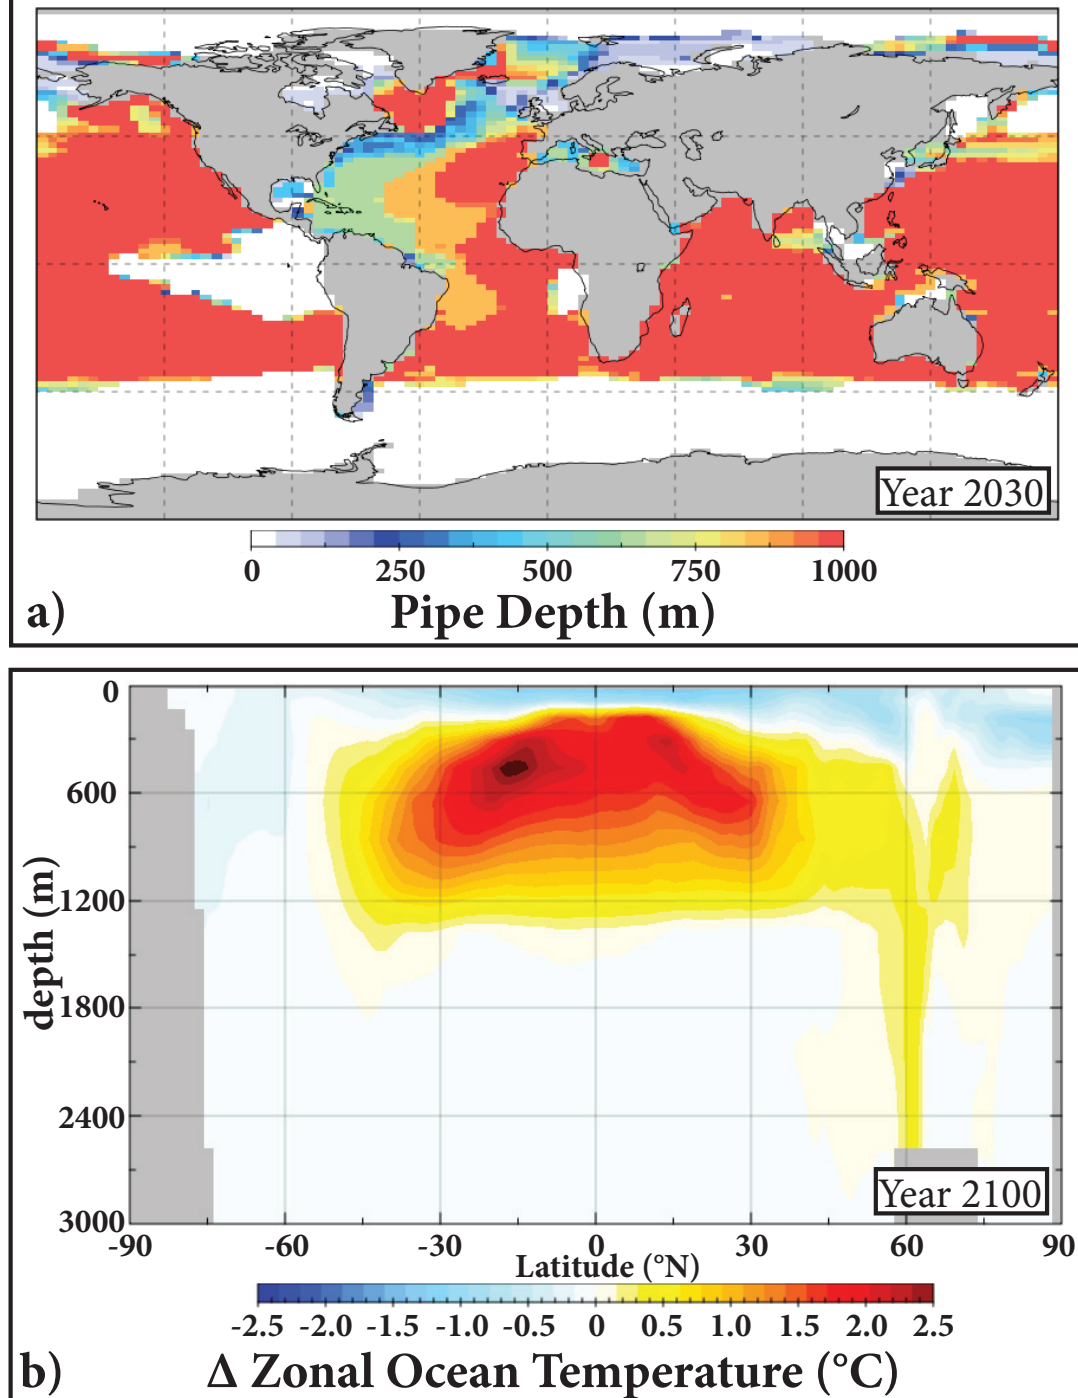 Year 2030
0 250 500 750 1000
a) Pipe Depth (m)
0
600
1200
1800
2400
3000
depth (m)
Year 2100
-90 -60 -30 0 30 60 90
Latitude (°N)
-2.5 -2.0 -1.5 -1.0 -0.5 0 0.5 1.0 1.5 2.0 2.5
b) Δ Zonal Ocean Temperature (°C)